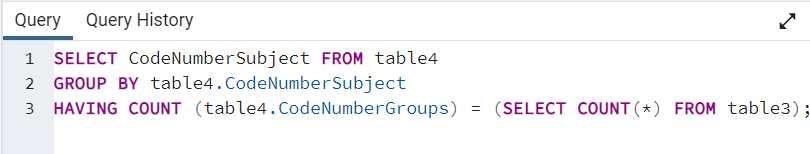 Query Query History
1 SELECT CodeNumberSubject FROM table4
2 GROUP BY table4.CodeNumberSubject
3 HAVING COUNT (table4.CodeNumberGroups) = (SELECT COUNT(*) FROM table3);